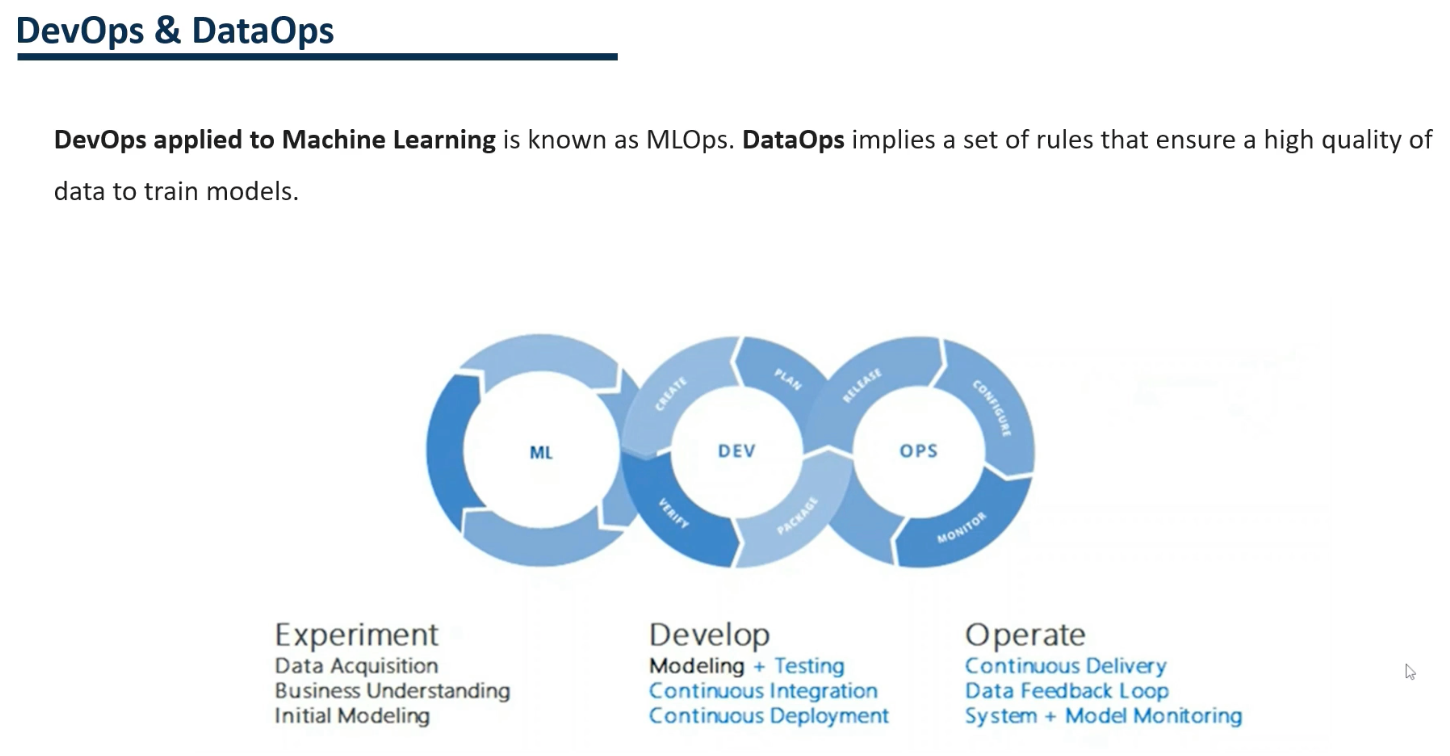 DevOps & DataOps
DevOps applied to Machine Learning is known as MLOps. DataOps implies a set of rules that ensure a high quality of
data to train models.
ML
CREATE
PLAN
DEV
VERIFY
PACKAGE
RELEASE
CONFIGURE
OPS
MONITOR
Experiment
Data Acquisition
Business Understanding
Initial Modeling
Develop
Modeling + Testing
Continuous Integration
Continuous Deployment
Operate
Continuous Delivery
Data Feedback Loop
System + Model Monitoring